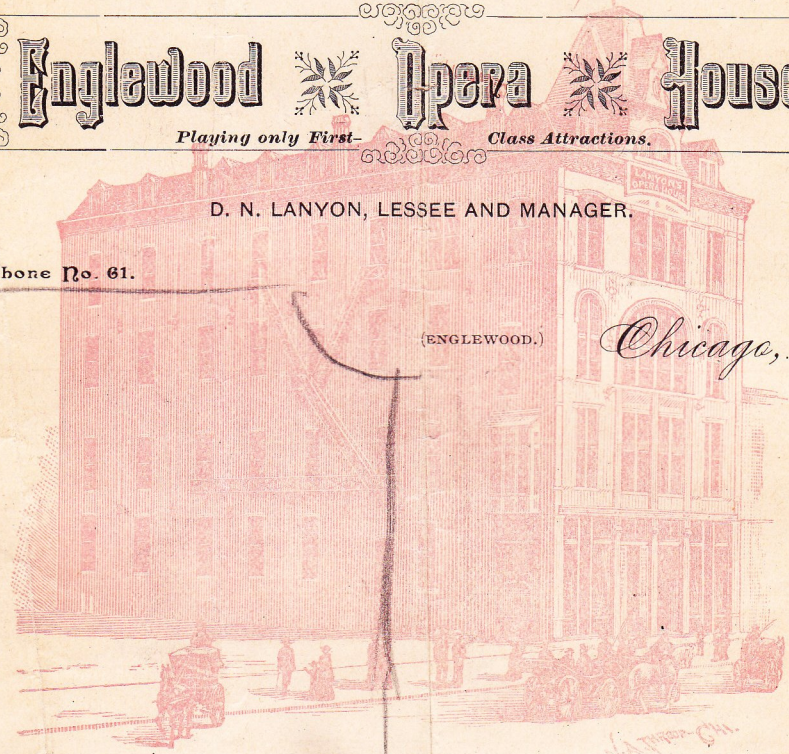 Englewood Opera House
Playing only First-Class Attractions.
D. N. LANYON, LESSEE AND MANAGER.
hone No. 61.
(ENGLEWOOD.)
Chicago,